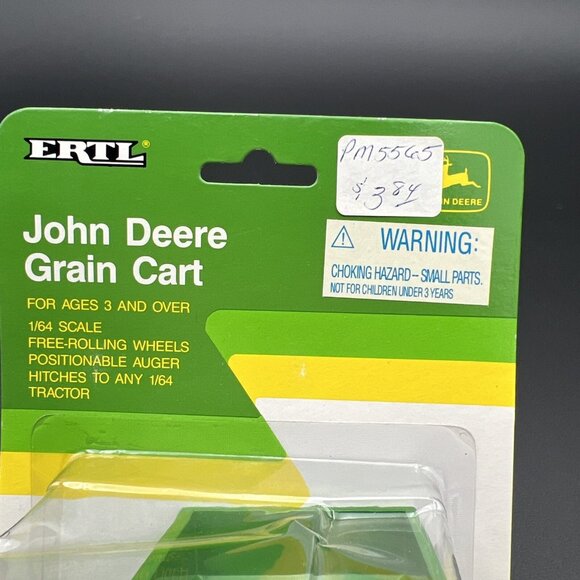 ERTL®
PM5565
$3.84
JOHN DEERE
John Deere
Grain Cart
WARNING:
CHOKING HAZARD – SMALL PARTS.
NOT FOR CHILDREN UNDER 3 YEARS
FOR AGES 3 AND OVER
1/64 SCALE
FREE-ROLLING WHEELS
POSITIONABLE AUGER
HITCHES TO ANY 1/64
TRACTOR